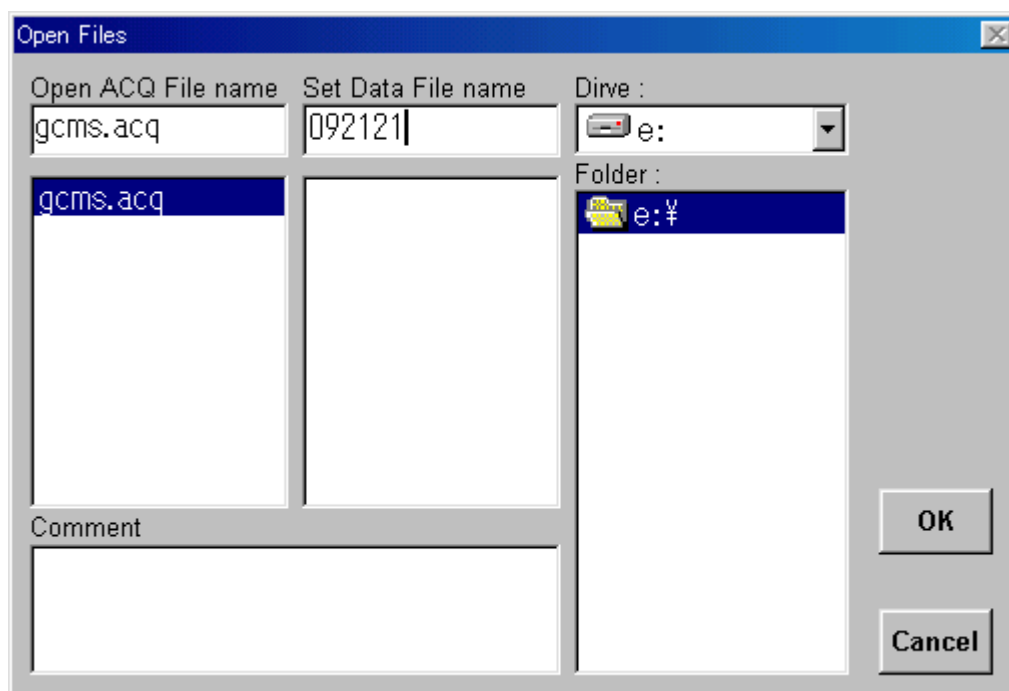 Open Files
Open ACQ File name
Set Data File name
Dirve :
gcms.acq
092121
e:
Folder :
gcms.acq
e:¥
Comment
OK
Cancel